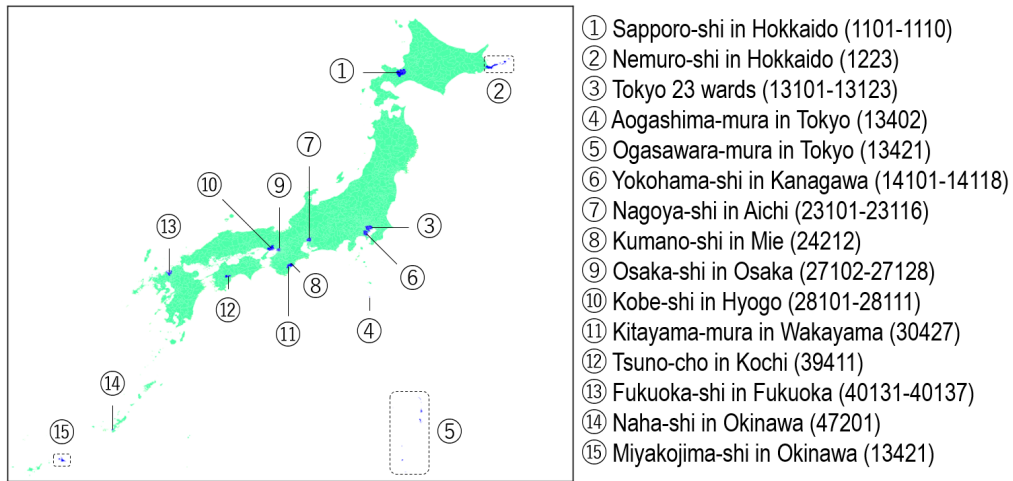 ① Sapporo-shi in Hokkaido (1101-1110)
② Nemuro-shi in Hokkaido (1223)
③ Tokyo 23 wards (13101-13123)
④ Aogashima-mura in Tokyo (13402)
⑤ Ogasawara-mura in Tokyo (13421)
⑥ Yokohama-shi in Kanagawa (14101-14118)
⑦ Nagoya-shi in Aichi (23101-23116)
⑧ Kumano-shi in Mie (24212)
⑨ Osaka-shi in Osaka (27102-27128)
⑩ Kobe-shi in Hyogo (28101-28111)
⑪ Kitayama-mura in Wakayama (30427)
⑫ Tsuno-cho in Kochi (39411)
⑬ Fukuoka-shi in Fukuoka (40131-40137)
⑭ Naha-shi in Okinawa (47201)
⑮ Miyakojima-shi in Okinawa (13421)
①
②
⑦
⑩ ⑨
⑬
③
⑥
⑧
⑫
⑪
④
⑭
⑮
⑤